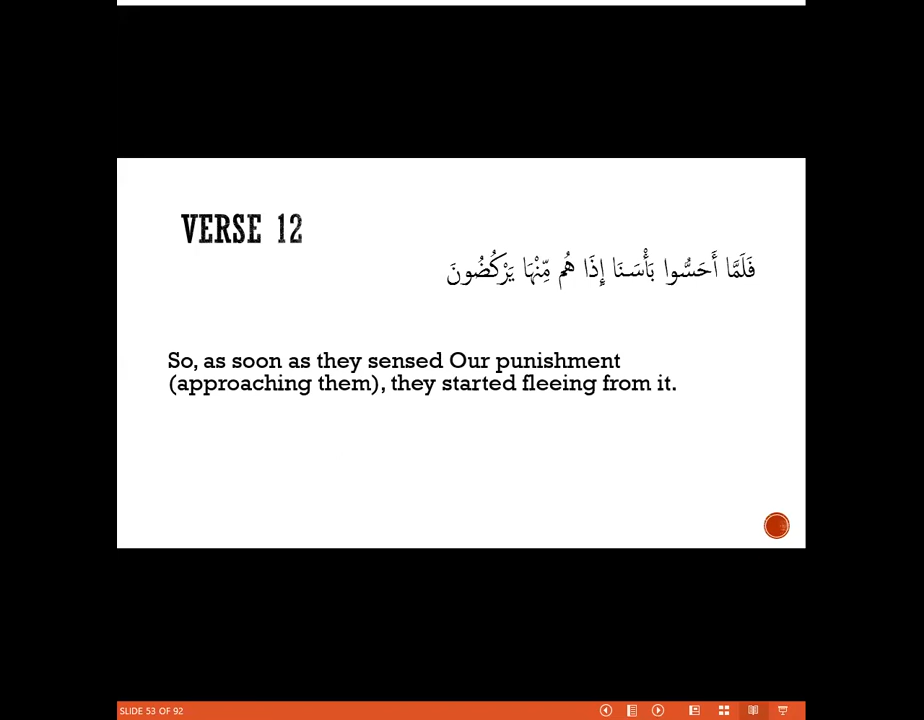 VERSE 12
فَلَمَّا أَحَسُّوا بَأْسَنَا إِذَا هُم مِّنْهَا يَرْكُضُونَ
So, as soon as they sensed Our punishment
(approaching them), they started fleeing from it.
SLIDE 53 OF 92